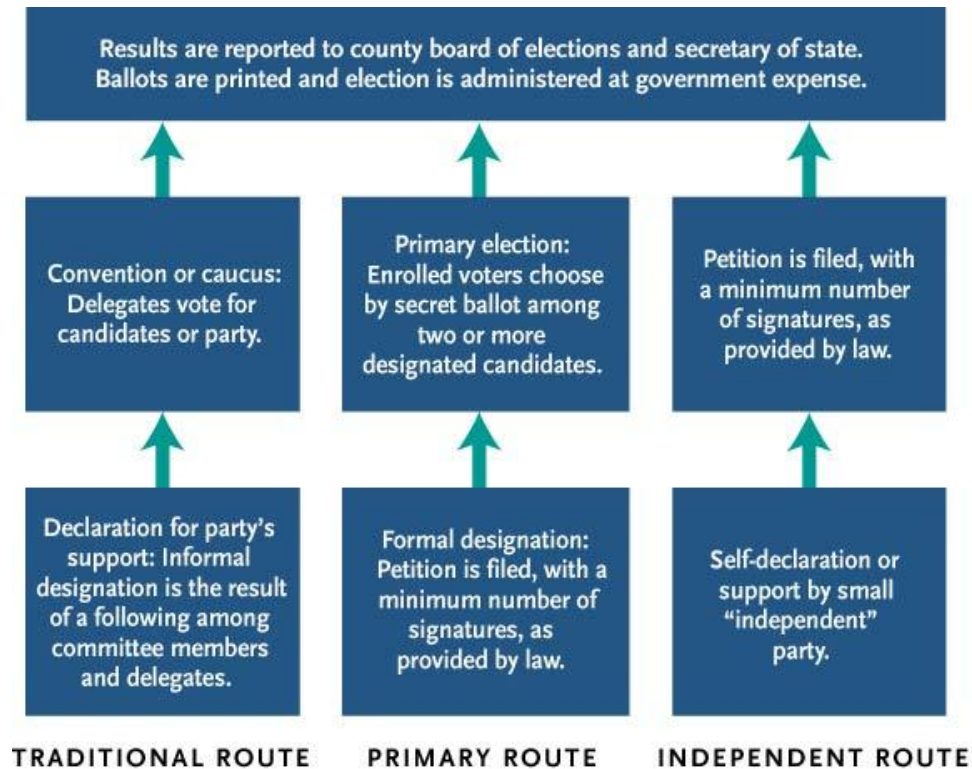 Results are reported to county board of elections and secretary of state.
Ballots are printed and election is administered at government expense.
Convention or caucus:
Delegates vote for
candidates or party.
Primary election:
Enrolled voters choose
by secret ballot among
two or more
designated candidates.
Petition is filed, with
a minimum number
of signatures, as
provided by law.
Declaration for party’s
support: Informal
designation is the result
of a following among
committee members
and delegates.
Formal designation:
Petition is filed, with a
minimum number of
signatures, as
provided by law.
Self-declaration or
support by small
“independent”
party.
TRADITIONAL ROUTE
PRIMARY ROUTE
INDEPENDENT ROUTE